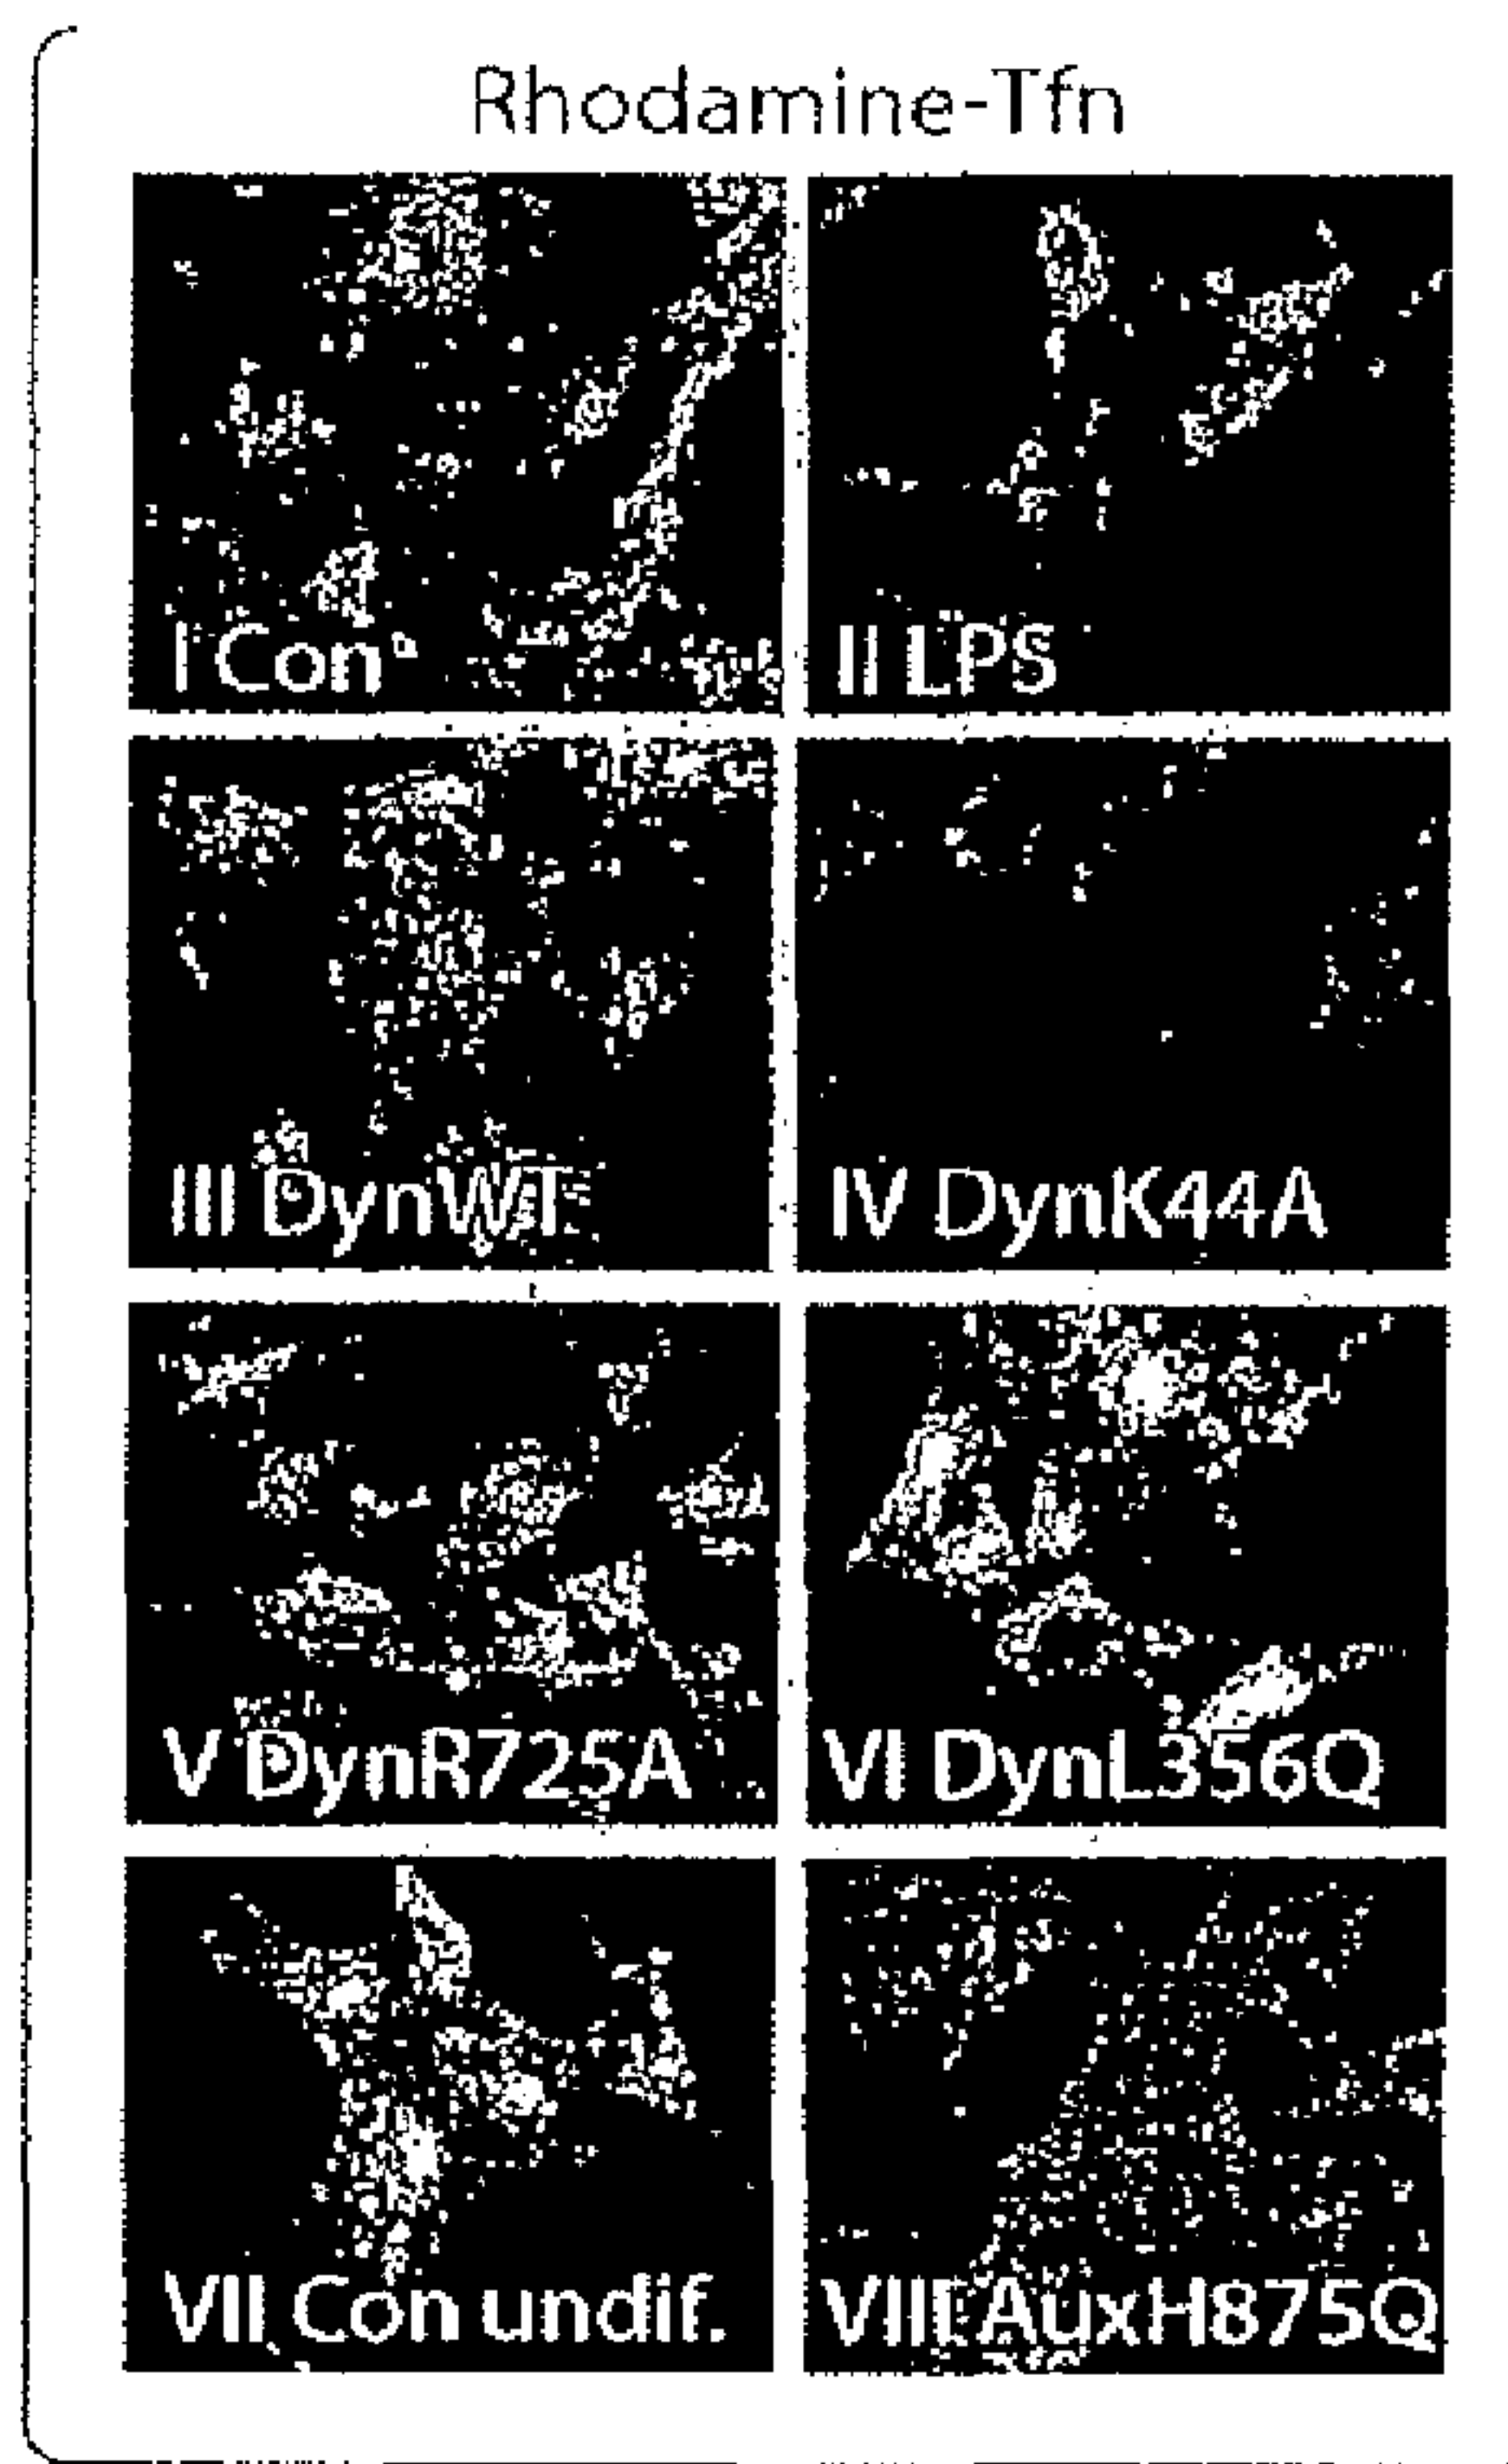 Rhodamine-Tfn
I Con
II LPS
III DynWT
IV DynK44A
V DynR725A
VI DynL356Q
VII Con undif.
VIII AuxH875Q